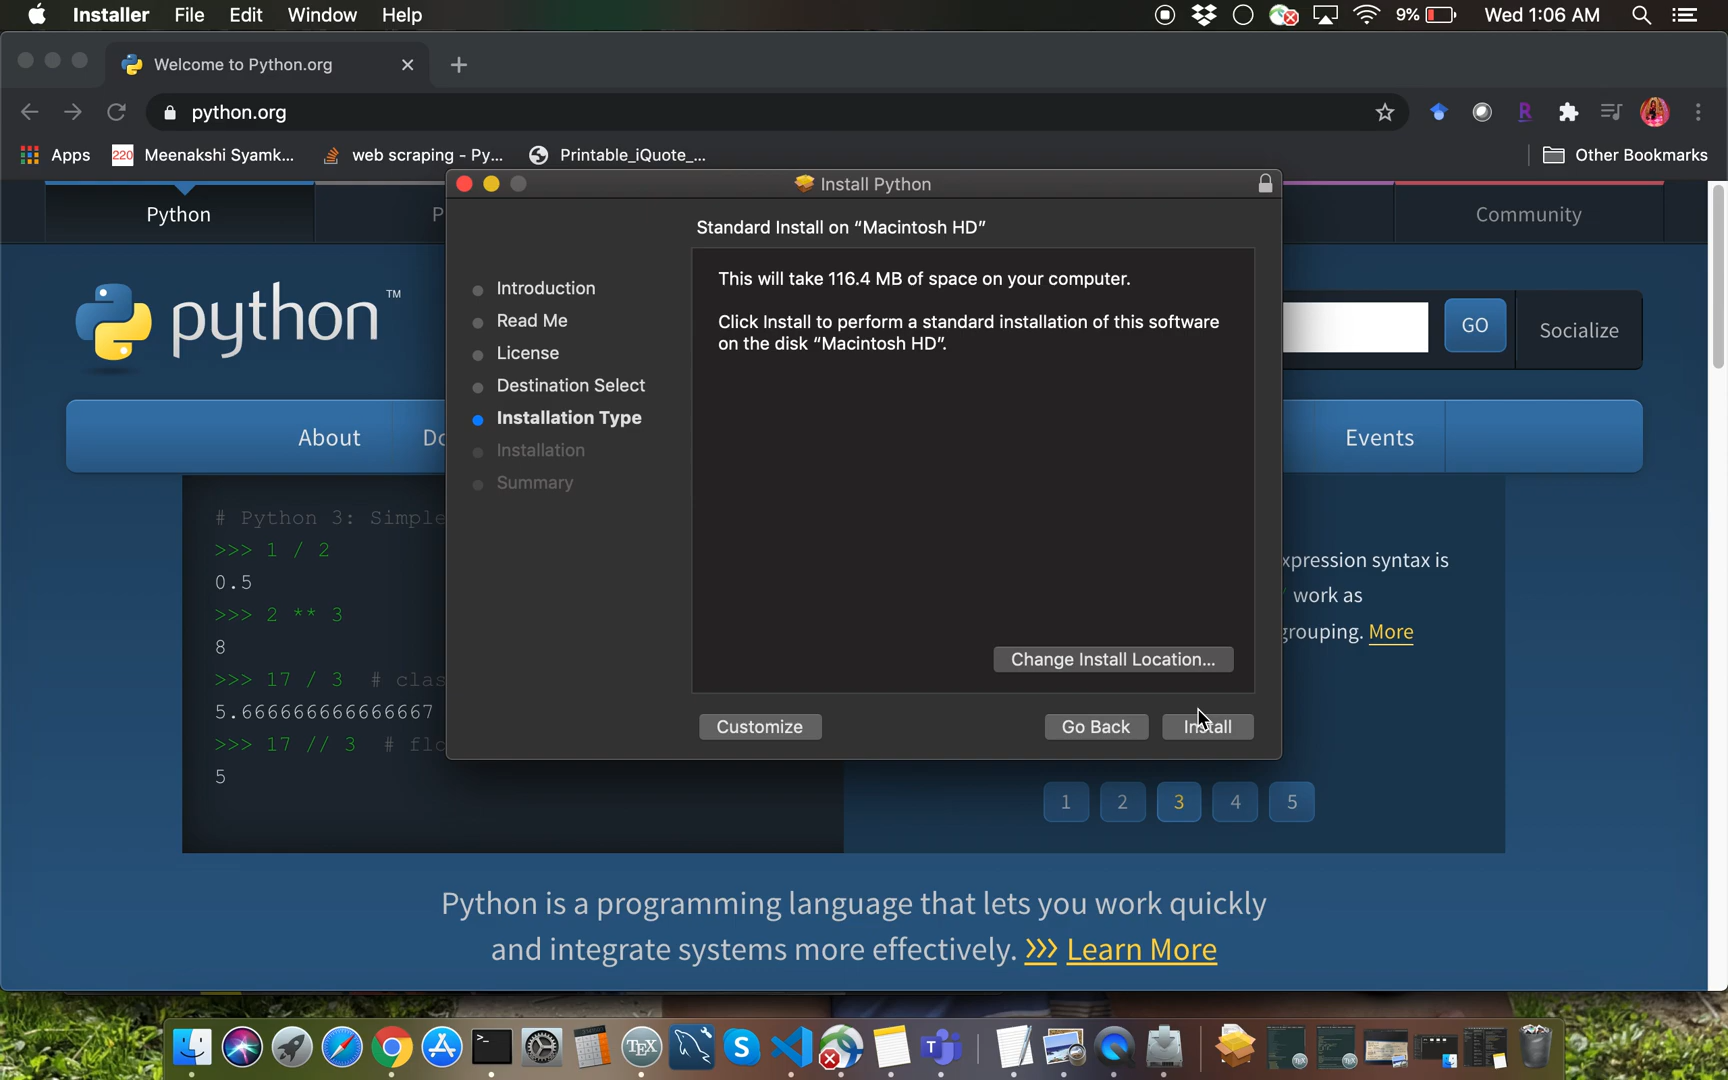 Installer File Edit Window Help 9% Wed 1:06 AM
Welcome to Python.org
python.org
Apps 220 Meenakshi Syamk... web scraping - Py... Printable_iQuote_... Other Bookmarks
Install Python
Python P Community
Standard Install on “Macintosh HD”
This will take 116.4 MB of space on your computer.
Click Install to perform a standard installation of this software
on the disk “Macintosh HD”.
Introduction
Read Me
License
Destination Select
Installation Type
Installation
Summary
Change Install Location...
Customize Go Back Install
python™ GO Socialize
About Do Events
# Python 3: Simple
>>> 1 / 2
0.5
>>> 2 ** 3
8
>>> 17 / 3 # clas
5.666666666666667
>>> 17 // 3 # flo
5
xpression syntax is
/ work as
grouping. More
1 2 3 4 5
Python is a programming language that lets you work quickly
and integrate systems more effectively. >>> Learn More
TEX